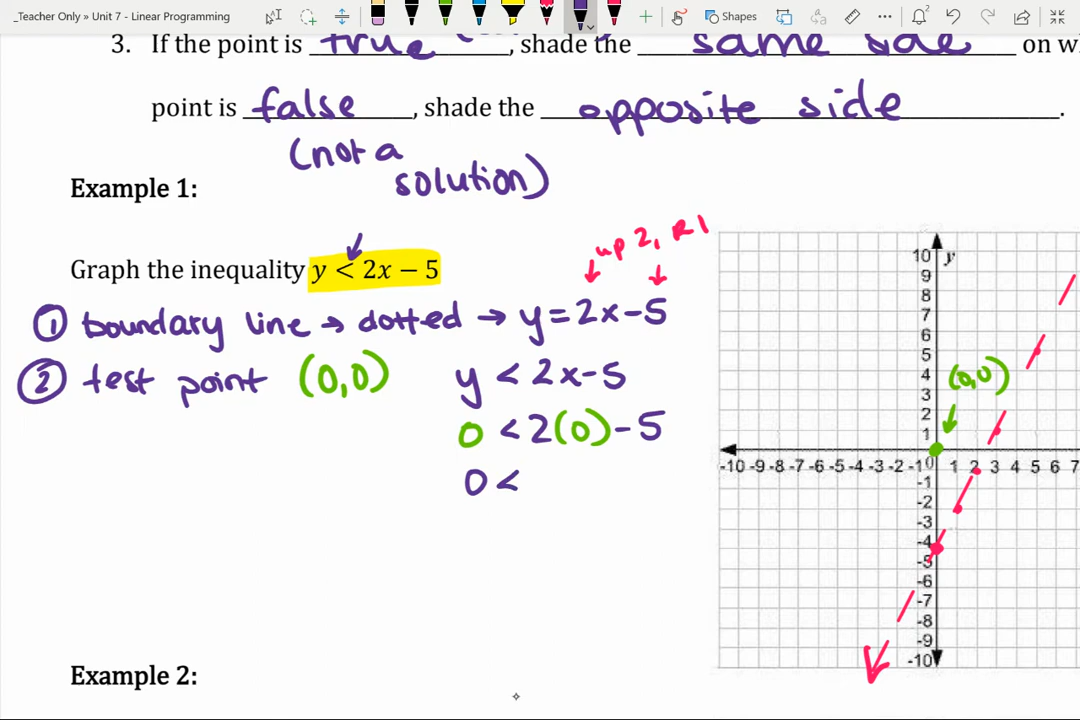 _Teacher Only » Unit 7 - Linear Programming
Shapes
3. If the point is true, shade the same side on w
point is false, shade the opposite side.
(not a
solution)
Example 1:
up 2, R1
Graph the inequality y < 2x − 5
① boundary line → dotted → y = 2x - 5
② test point (0,0) y < 2x - 5
0 < 2(0) - 5
0 <
Example 2:
y
10
9
8
7
6
5
4
3
2
1
(0,0)
-10 -9 -8 -7 -6 -5 -4 -3 -2 -1 0 1 2 3 4 5 6 7
-1
-2
-3
-4
-5
-6
-7
-8
-9
-10